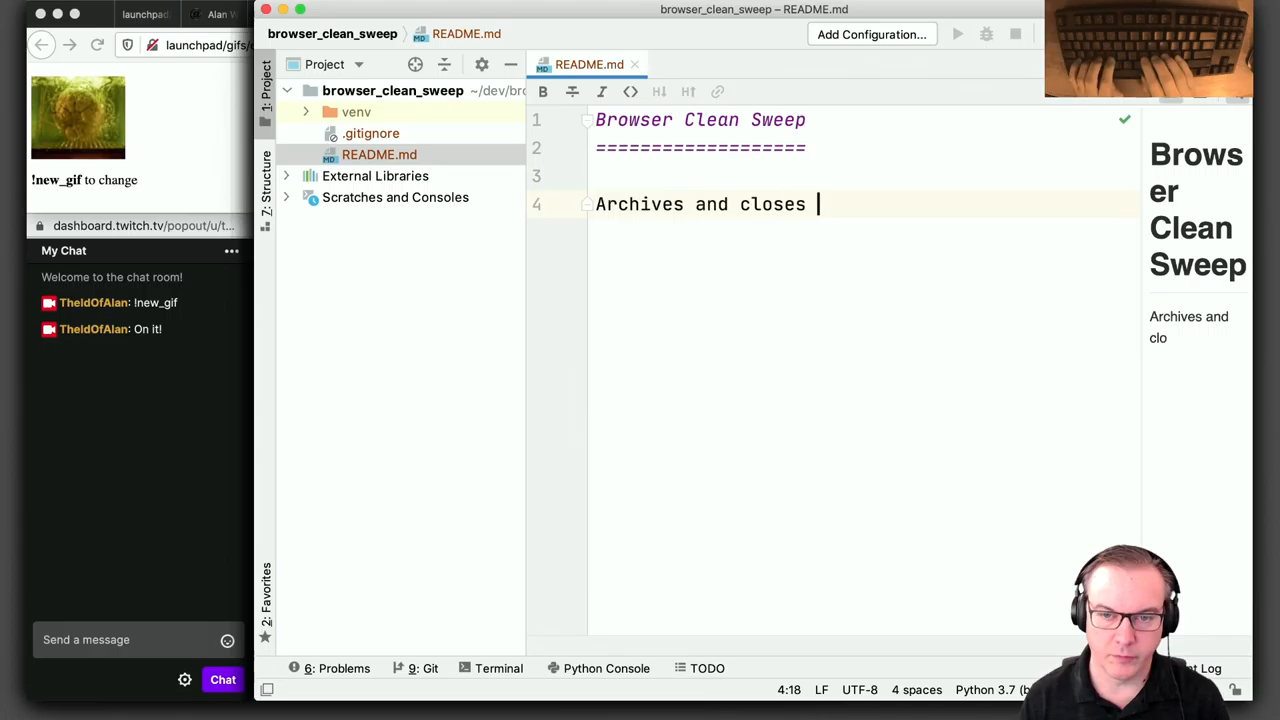 launchpad/
Alan W
launchpad/gifs/
!new_gif to change
dashboard.twitch.tv/popout/u/t...
My Chat
Welcome to the chat room!
TheIdOfAlan: !new_gif
TheIdOfAlan: On it!
Send a message
Chat
browser_clean_sweep – README.md
browser_clean_sweep
README.md
Add Configuration...
1: Project
7: Structure
2: Favorites
Project
browser_clean_sweep ~/dev/bro
venv
.gitignore
README.md
External Libraries
Scratches and Consoles
README.md
B I <> H↓ H↑
1 Browser Clean Sweep
2 ===================
3
4 Archives and closes
Brows
er
Clean
Sweep
Archives and
clo
6: Problems
9: Git
Terminal
Python Console
TODO
t Log
4:18
LF
UTF-8
4 spaces
Python 3.7 (b